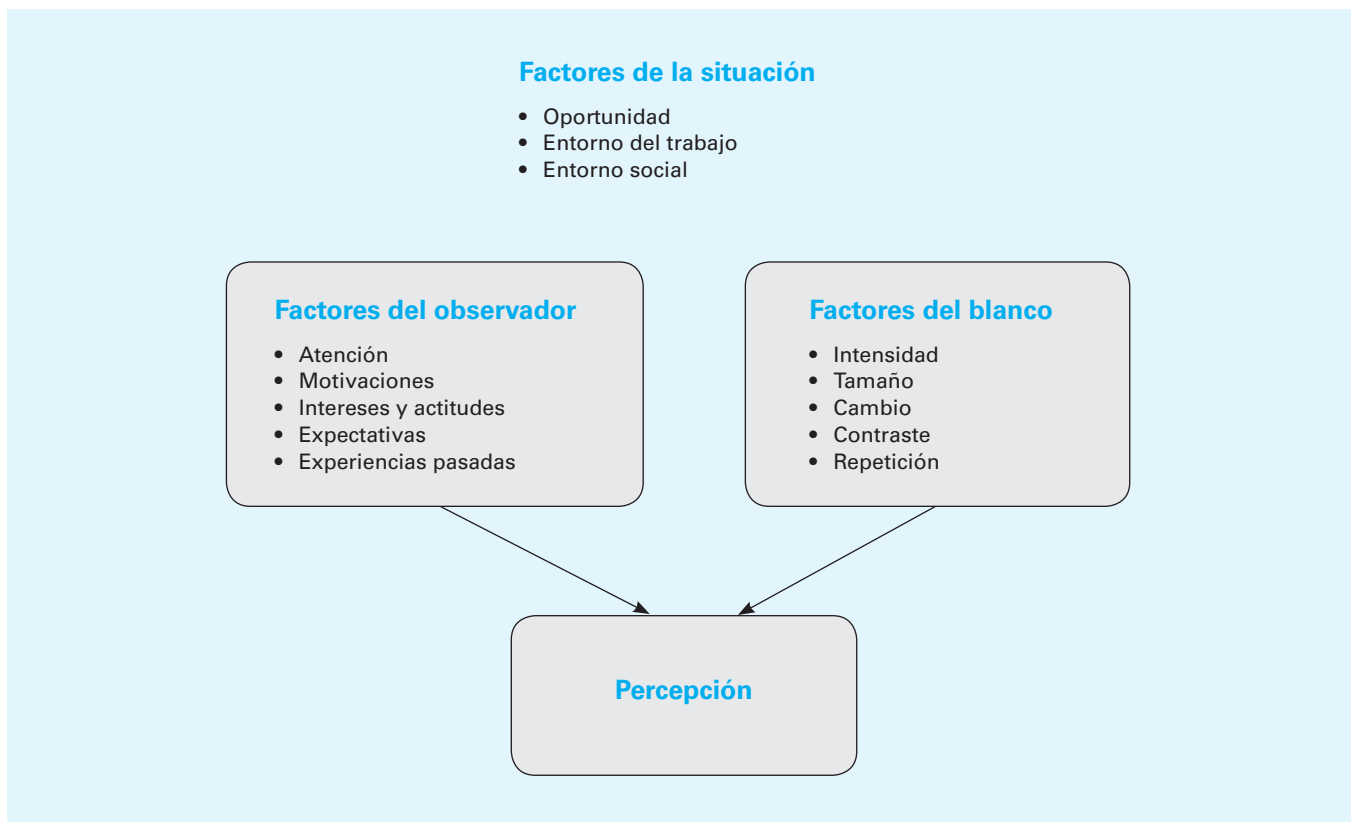 Factores de la situación
• Oportunidad
• Entorno del trabajo
• Entorno social
Factores del observador
• Atención
• Motivaciones
• Intereses y actitudes
• Expectativas
• Experiencias pasadas
Factores del blanco
• Intensidad
• Tamaño
• Cambio
• Contraste
• Repetición
Percepción